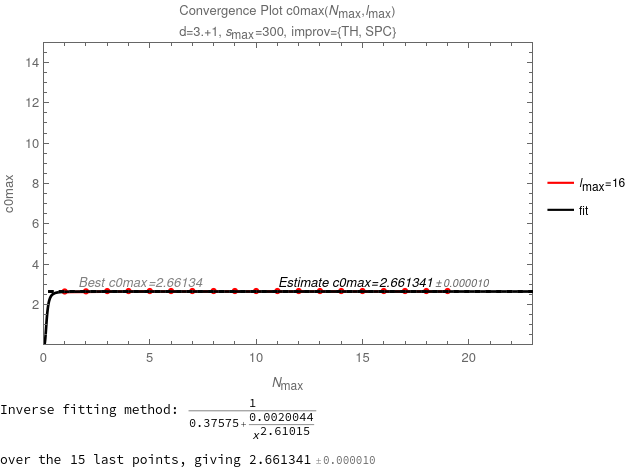 Convergence Plot c0max(Nmax,lmax)
d=3.+1, smax=300, improv={TH, SPC}
14
12
10
8
6
4
2
c0max
Best c0max=2.66134
Estimate c0max=2.661341±0.000010
0 5 10 15 20
Nmax
lmax=16
fit
Inverse fitting method:
1
0.37575+
0.0020044
x2.61015
over the 15 last points, giving 2.661341 ±0.000010